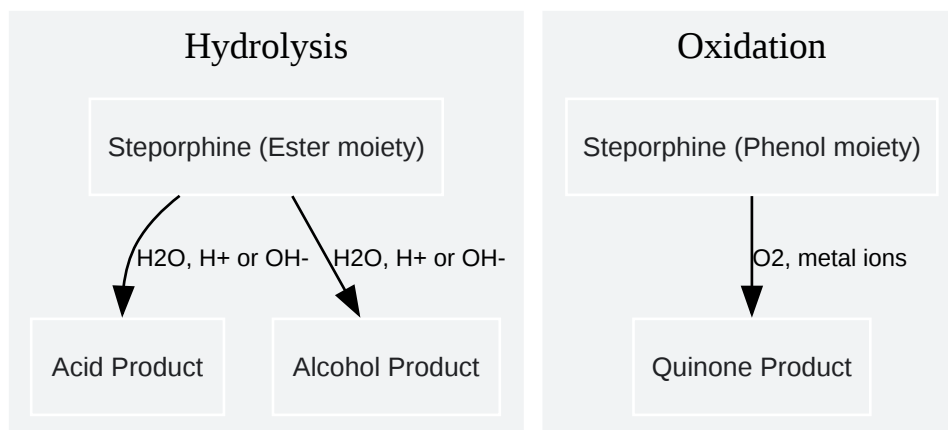 Hydrolysis
Steporphine (Ester moiety)
H2O, H+ or OH-
H2O, H+ or OH-
Acid Product
Alcohol Product
Oxidation
Steporphine (Phenol moiety)
O2, metal ions
Quinone Product